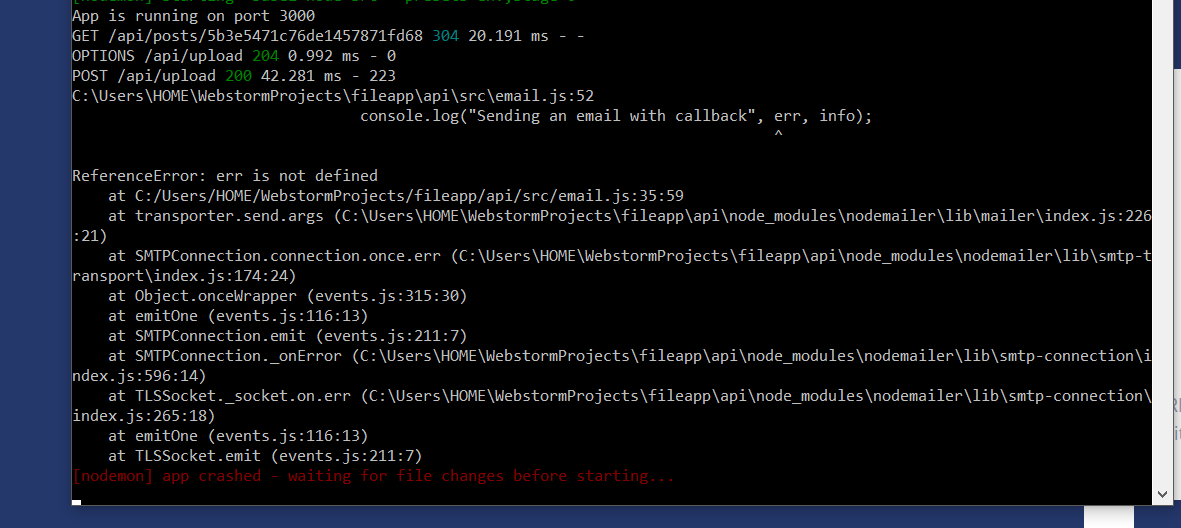 App is running on port 3000
GET /api/posts/5b3e5471c76de1457871fd68 304 20.191 ms - -
OPTIONS /api/upload 204 0.992 ms - 0
POST /api/upload 200 42.281 ms - 223
C:\Users\HOME\WebstormProjects\fileapp\api\src\email.js:52
console.log("Sending an email with callback", err, info);
^
ReferenceError: err is not defined
at C:/Users/HOME/WebstormProjects/fileapp/api/src/email.js:35:59
at transporter.send.args (C:\Users\HOME\WebstormProjects\fileapp\api\node_modules\nodemailer\lib\mailer\index.js:226
:21)
at SMTPConnection.connection.once.err (C:\Users\HOME\WebstormProjects\fileapp\api\node_modules\nodemailer\lib\smtp-t
ransport\index.js:174:24)
at Object.onceWrapper (events.js:315:30)
at emitOne (events.js:116:13)
at SMTPConnection.emit (events.js:211:7)
at SMTPConnection._onError (C:\Users\HOME\WebstormProjects\fileapp\api\node_modules\nodemailer\lib\smtp-connection\i
ndex.js:596:14)
at TLSSocket._socket.on.err (C:\Users\HOME\WebstormProjects\fileapp\api\node_modules\nodemailer\lib\smtp-connection\
index.js:265:18)
at emitOne (events.js:116:13)
at TLSSocket.emit (events.js:211:7)
[nodemon] app crashed - waiting for file changes before starting...